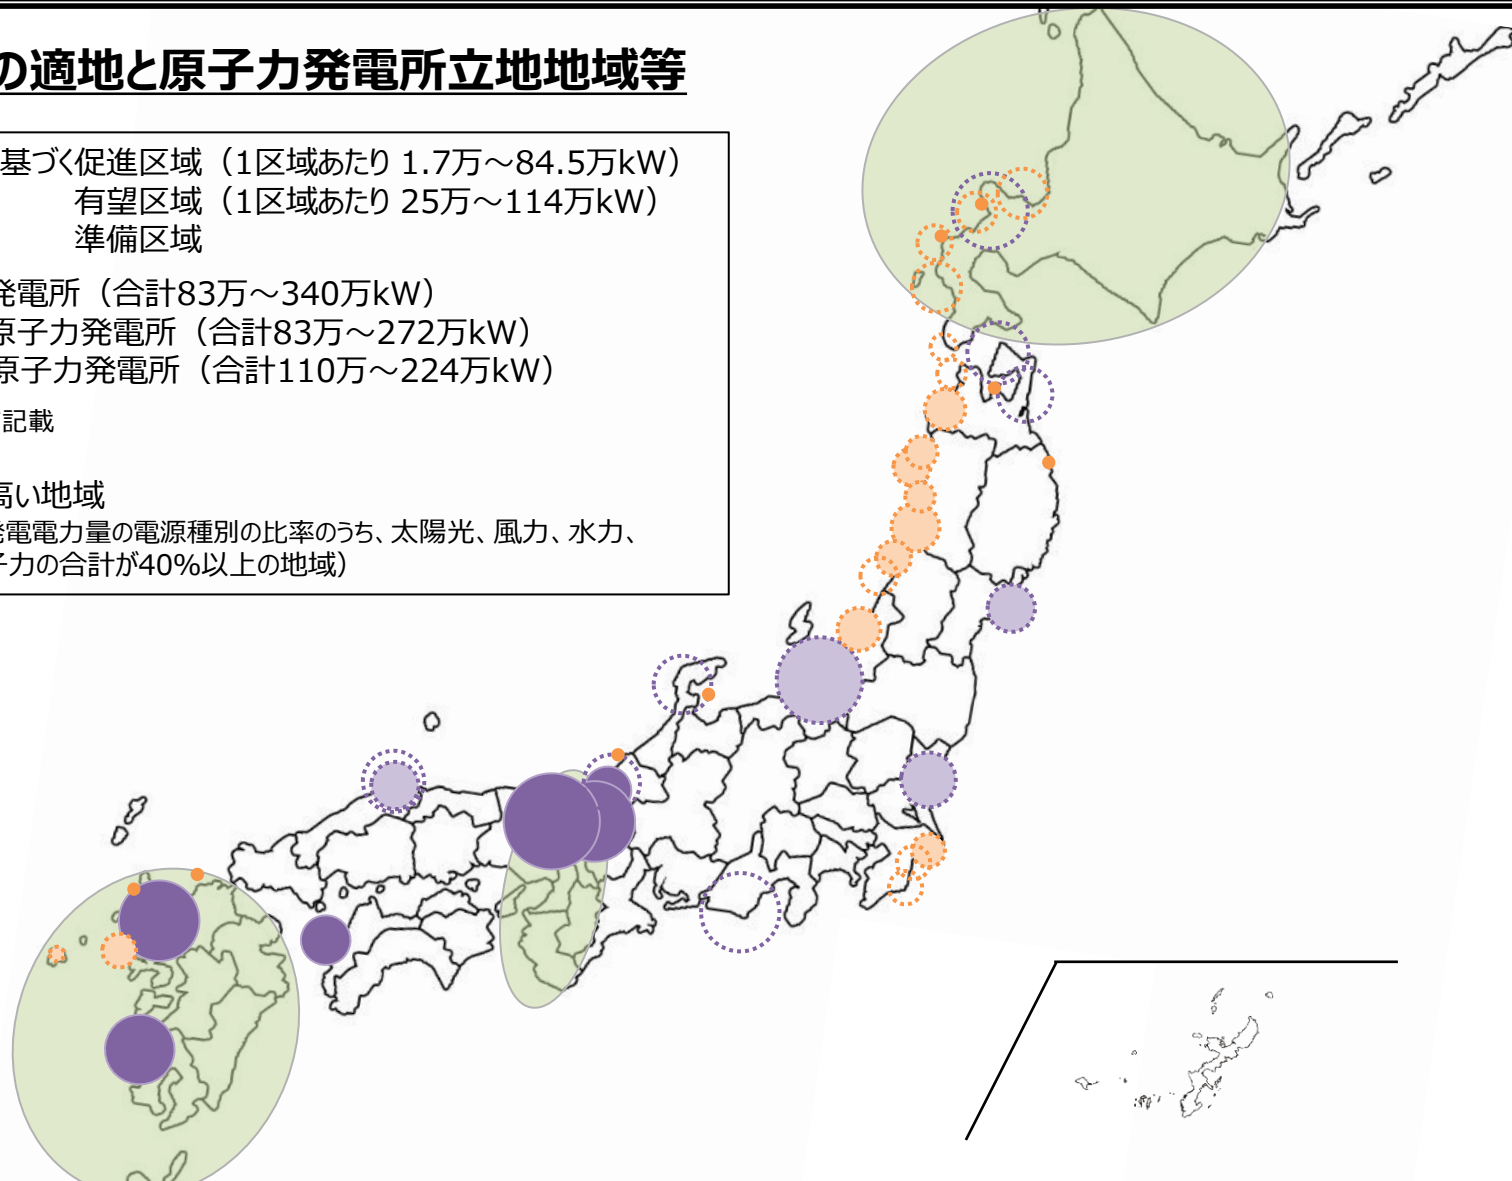 の適地と原子力発電所立地地域等
基づく促進区域（1区域あたり 1.7万～84.5万kW）
有望区域（1区域あたり 25万～114万kW）
準備区域
発電所（合計83万～340万kW）
原子力発電所（合計83万～272万kW）
原子力発電所（合計110万～224万kW）
記載
高い地域
発電電力量の電源種別の比率のうち、太陽光、風力、水力、
子力の合計が40%以上の地域）